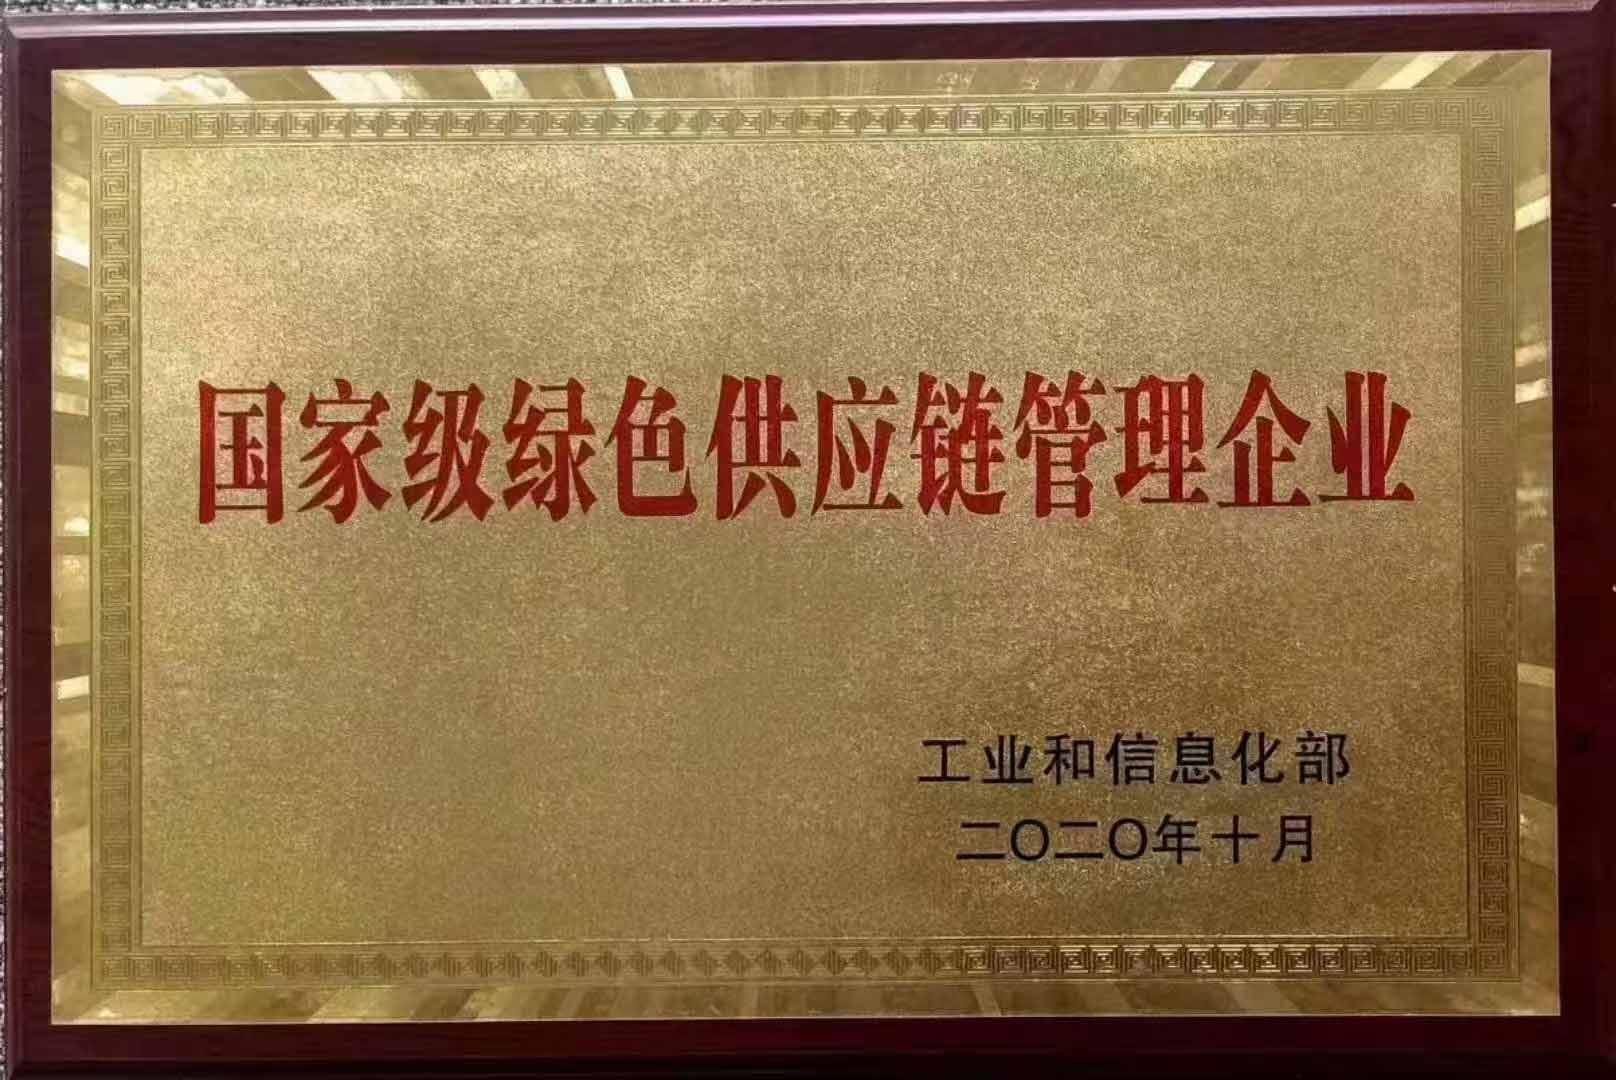 国家级绿色供应链管理企业
工业和信息化部
二〇二〇年十月